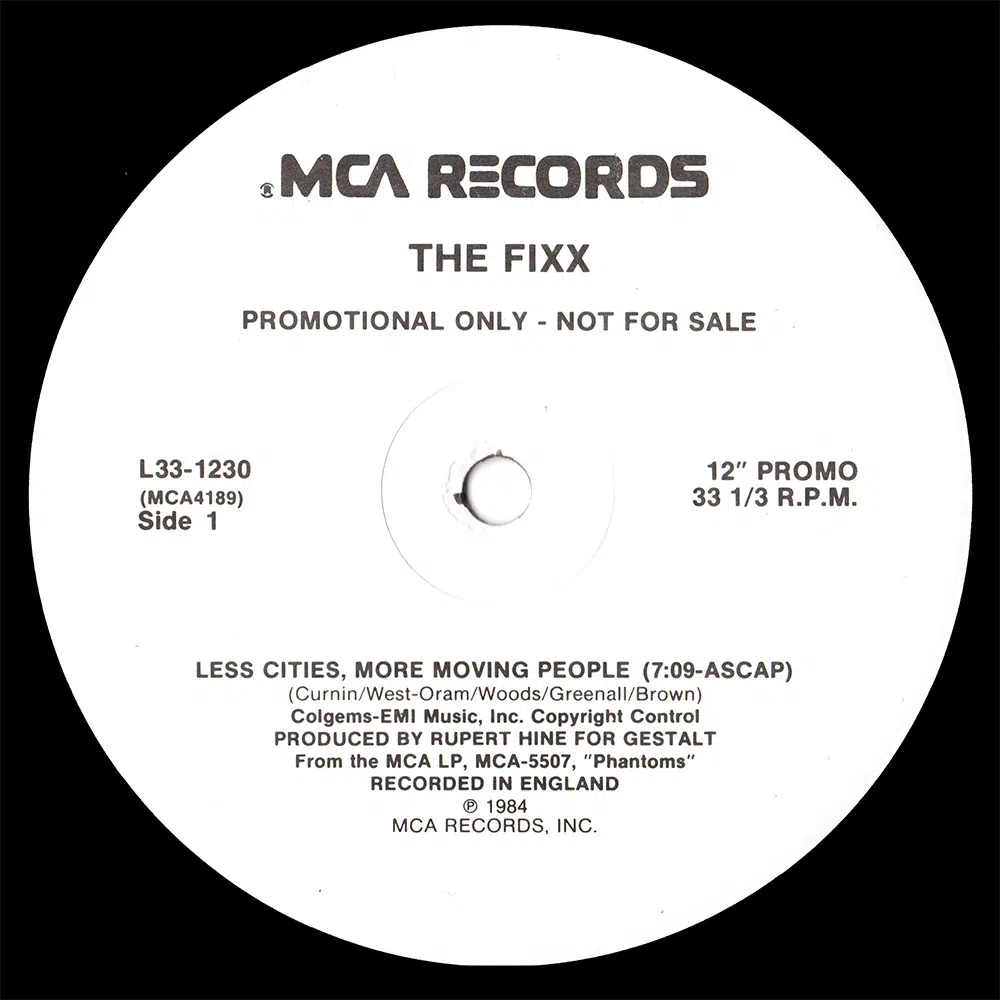 MCA RECORDS
THE FIXX
PROMOTIONAL ONLY - NOT FOR SALE
L33-1230
(MCA4189)
Side 1
12" PROMO
33 1/3 R.P.M.
LESS CITIES, MORE MOVING PEOPLE (7:09-ASCAP)
(Curnin/West-Oram/Woods/Greenall/Brown)
Colgems-EMI Music, Inc. Copyright Control
PRODUCED BY RUPERT HINE FOR GESTALT
From the MCA LP, MCA-5507, "Phantoms"
RECORDED IN ENGLAND
℗ 1984
MCA RECORDS, INC.